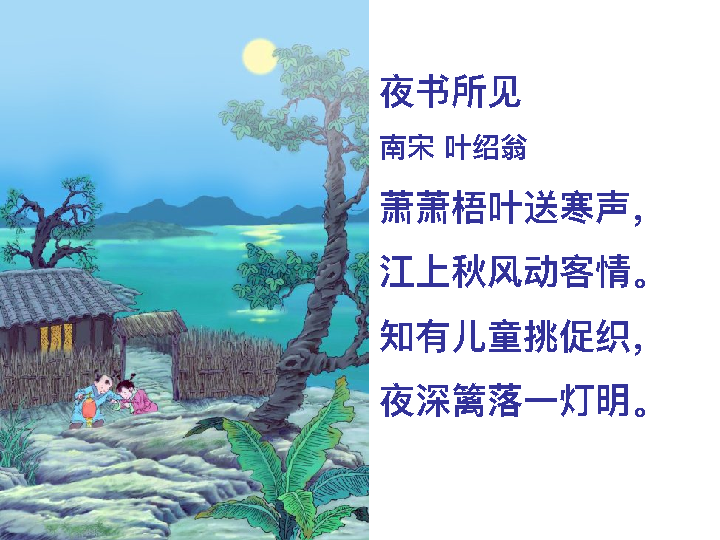 夜书所见
南宋 叶绍翁
萧萧梧叶送寒声，
江上秋风动客情。
知有儿童挑促织，
夜深篱落一灯明。